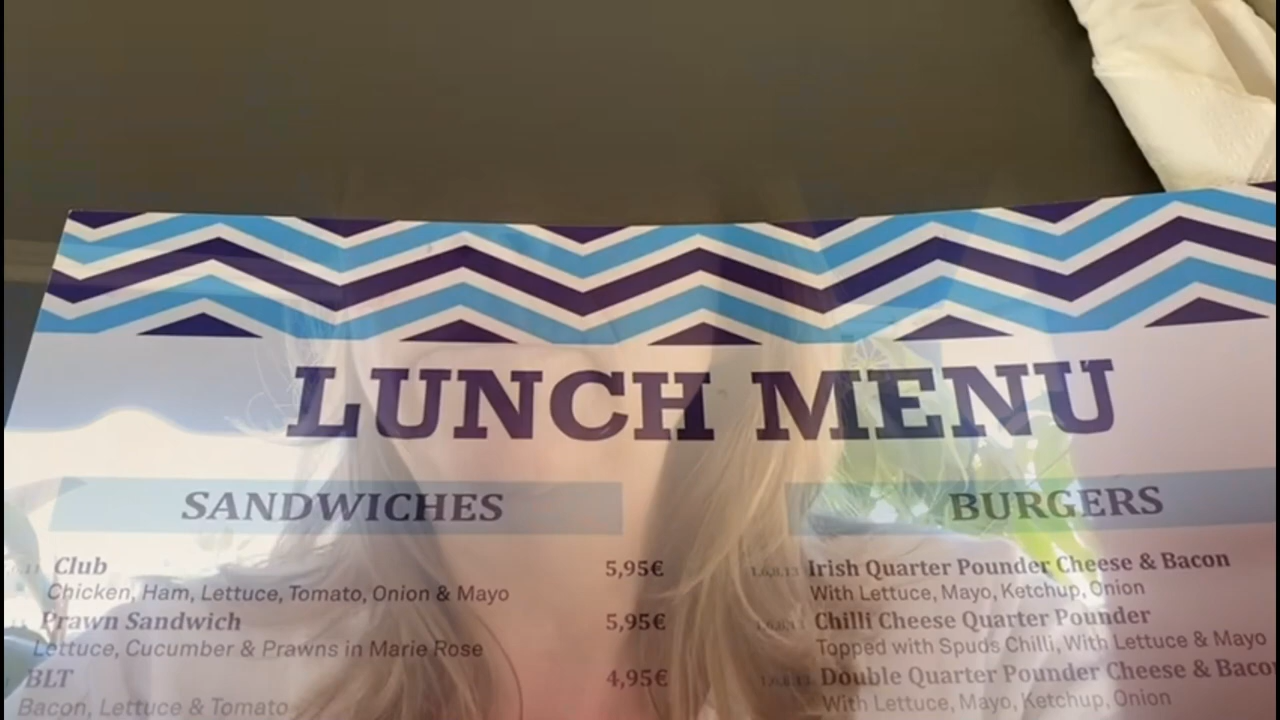 LUNCH MENU
SANDWICHES
Club 5,95€
Chicken, Ham, Lettuce, Tomato, Onion & Mayo
Prawn Sandwich 5,95€
Lettuce, Cucumber & Prawns in Marie Rose
BLT 4,95€
Bacon, Lettuce & Tomato
BURGERS
Irish Quarter Pounder Cheese & Bacon
With Lettuce, Mayo, Ketchup, Onion
Chilli Cheese Quarter Pounder
Topped with Spuds Chilli, With Lettuce & Mayo
Double Quarter Pounder Cheese & Bacon
With Lettuce, Mayo, Ketchup, Onion